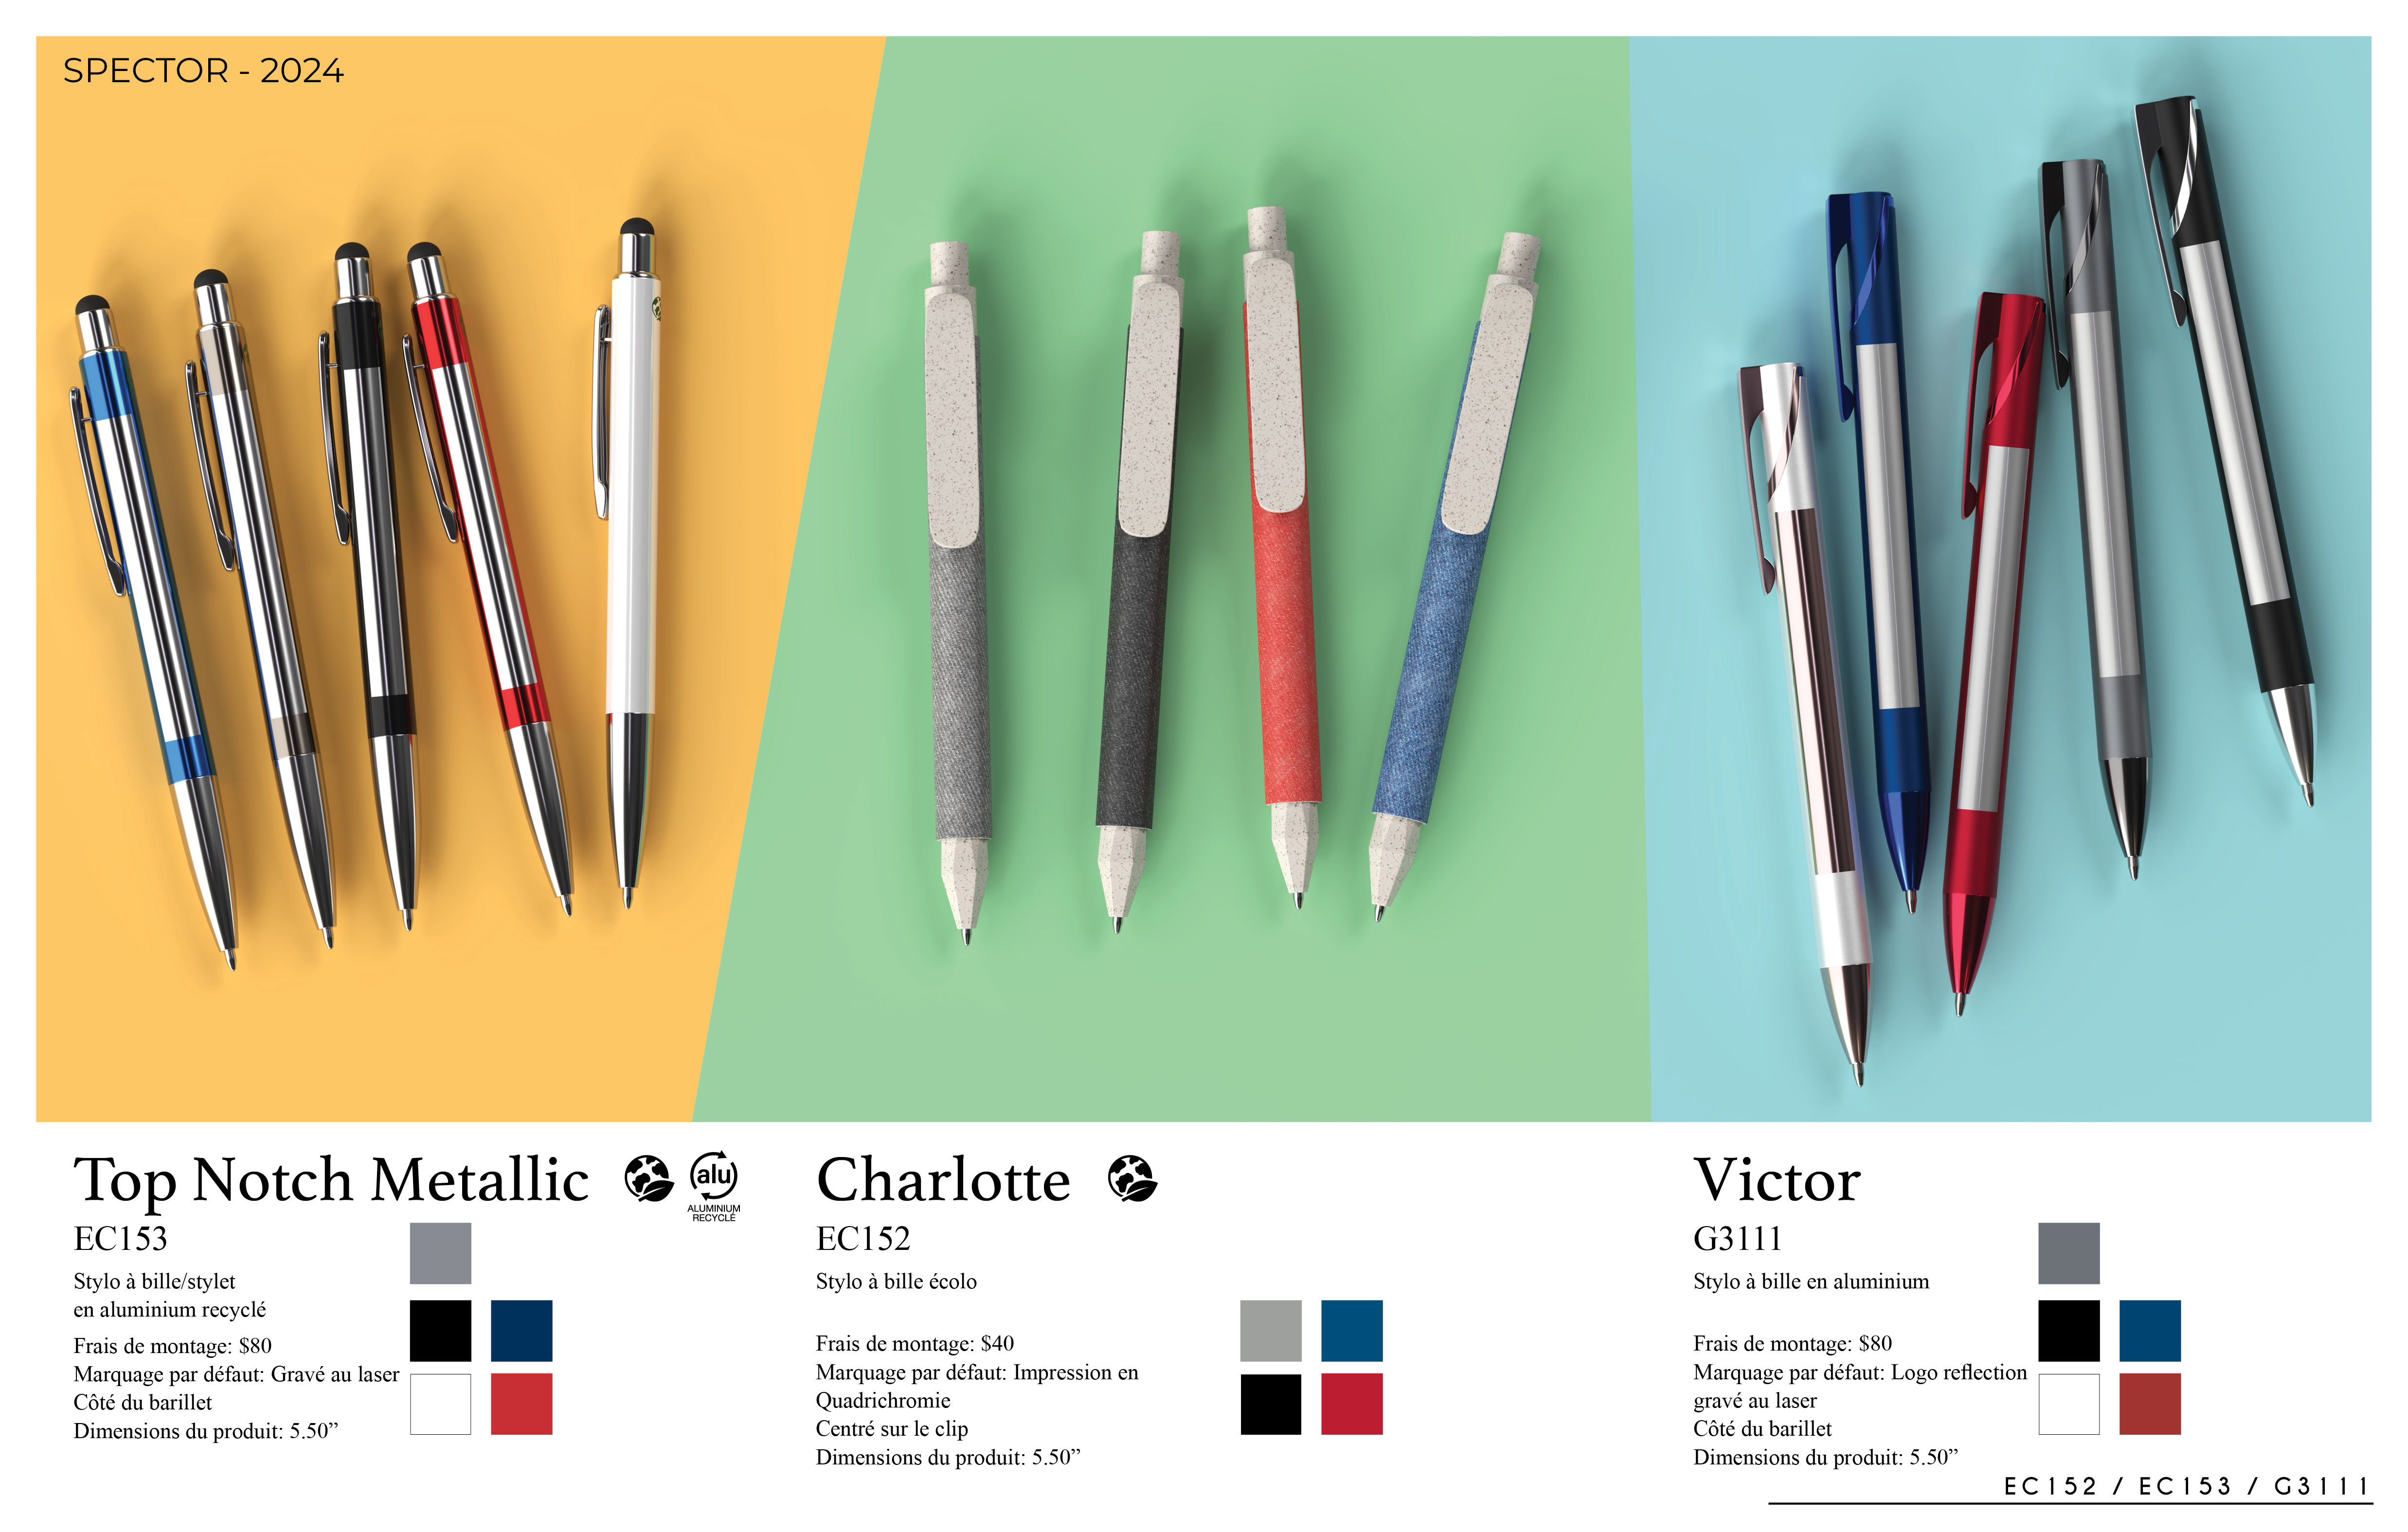 SPECTOR - 2024
Top Notch Metallic
alu
ALUMINIUM
RECYCLÉ
EC153
Stylo à bille/stylet
en aluminium recyclé
Frais de montage: $80
Marquage par défaut: Gravé au laser
Côté du barillet
Dimensions du produit: 5.50”
Charlotte
EC152
Stylo à bille écolo
Frais de montage: $40
Marquage par défaut: Impression en
Quadrichromie
Centré sur le clip
Dimensions du produit: 5.50”
Victor
G3111
Stylo à bille en aluminium
Frais de montage: $80
Marquage par défaut: Logo reflection
gravé au laser
Côté du barillet
Dimensions du produit: 5.50”
EC152 / EC153 / G3111